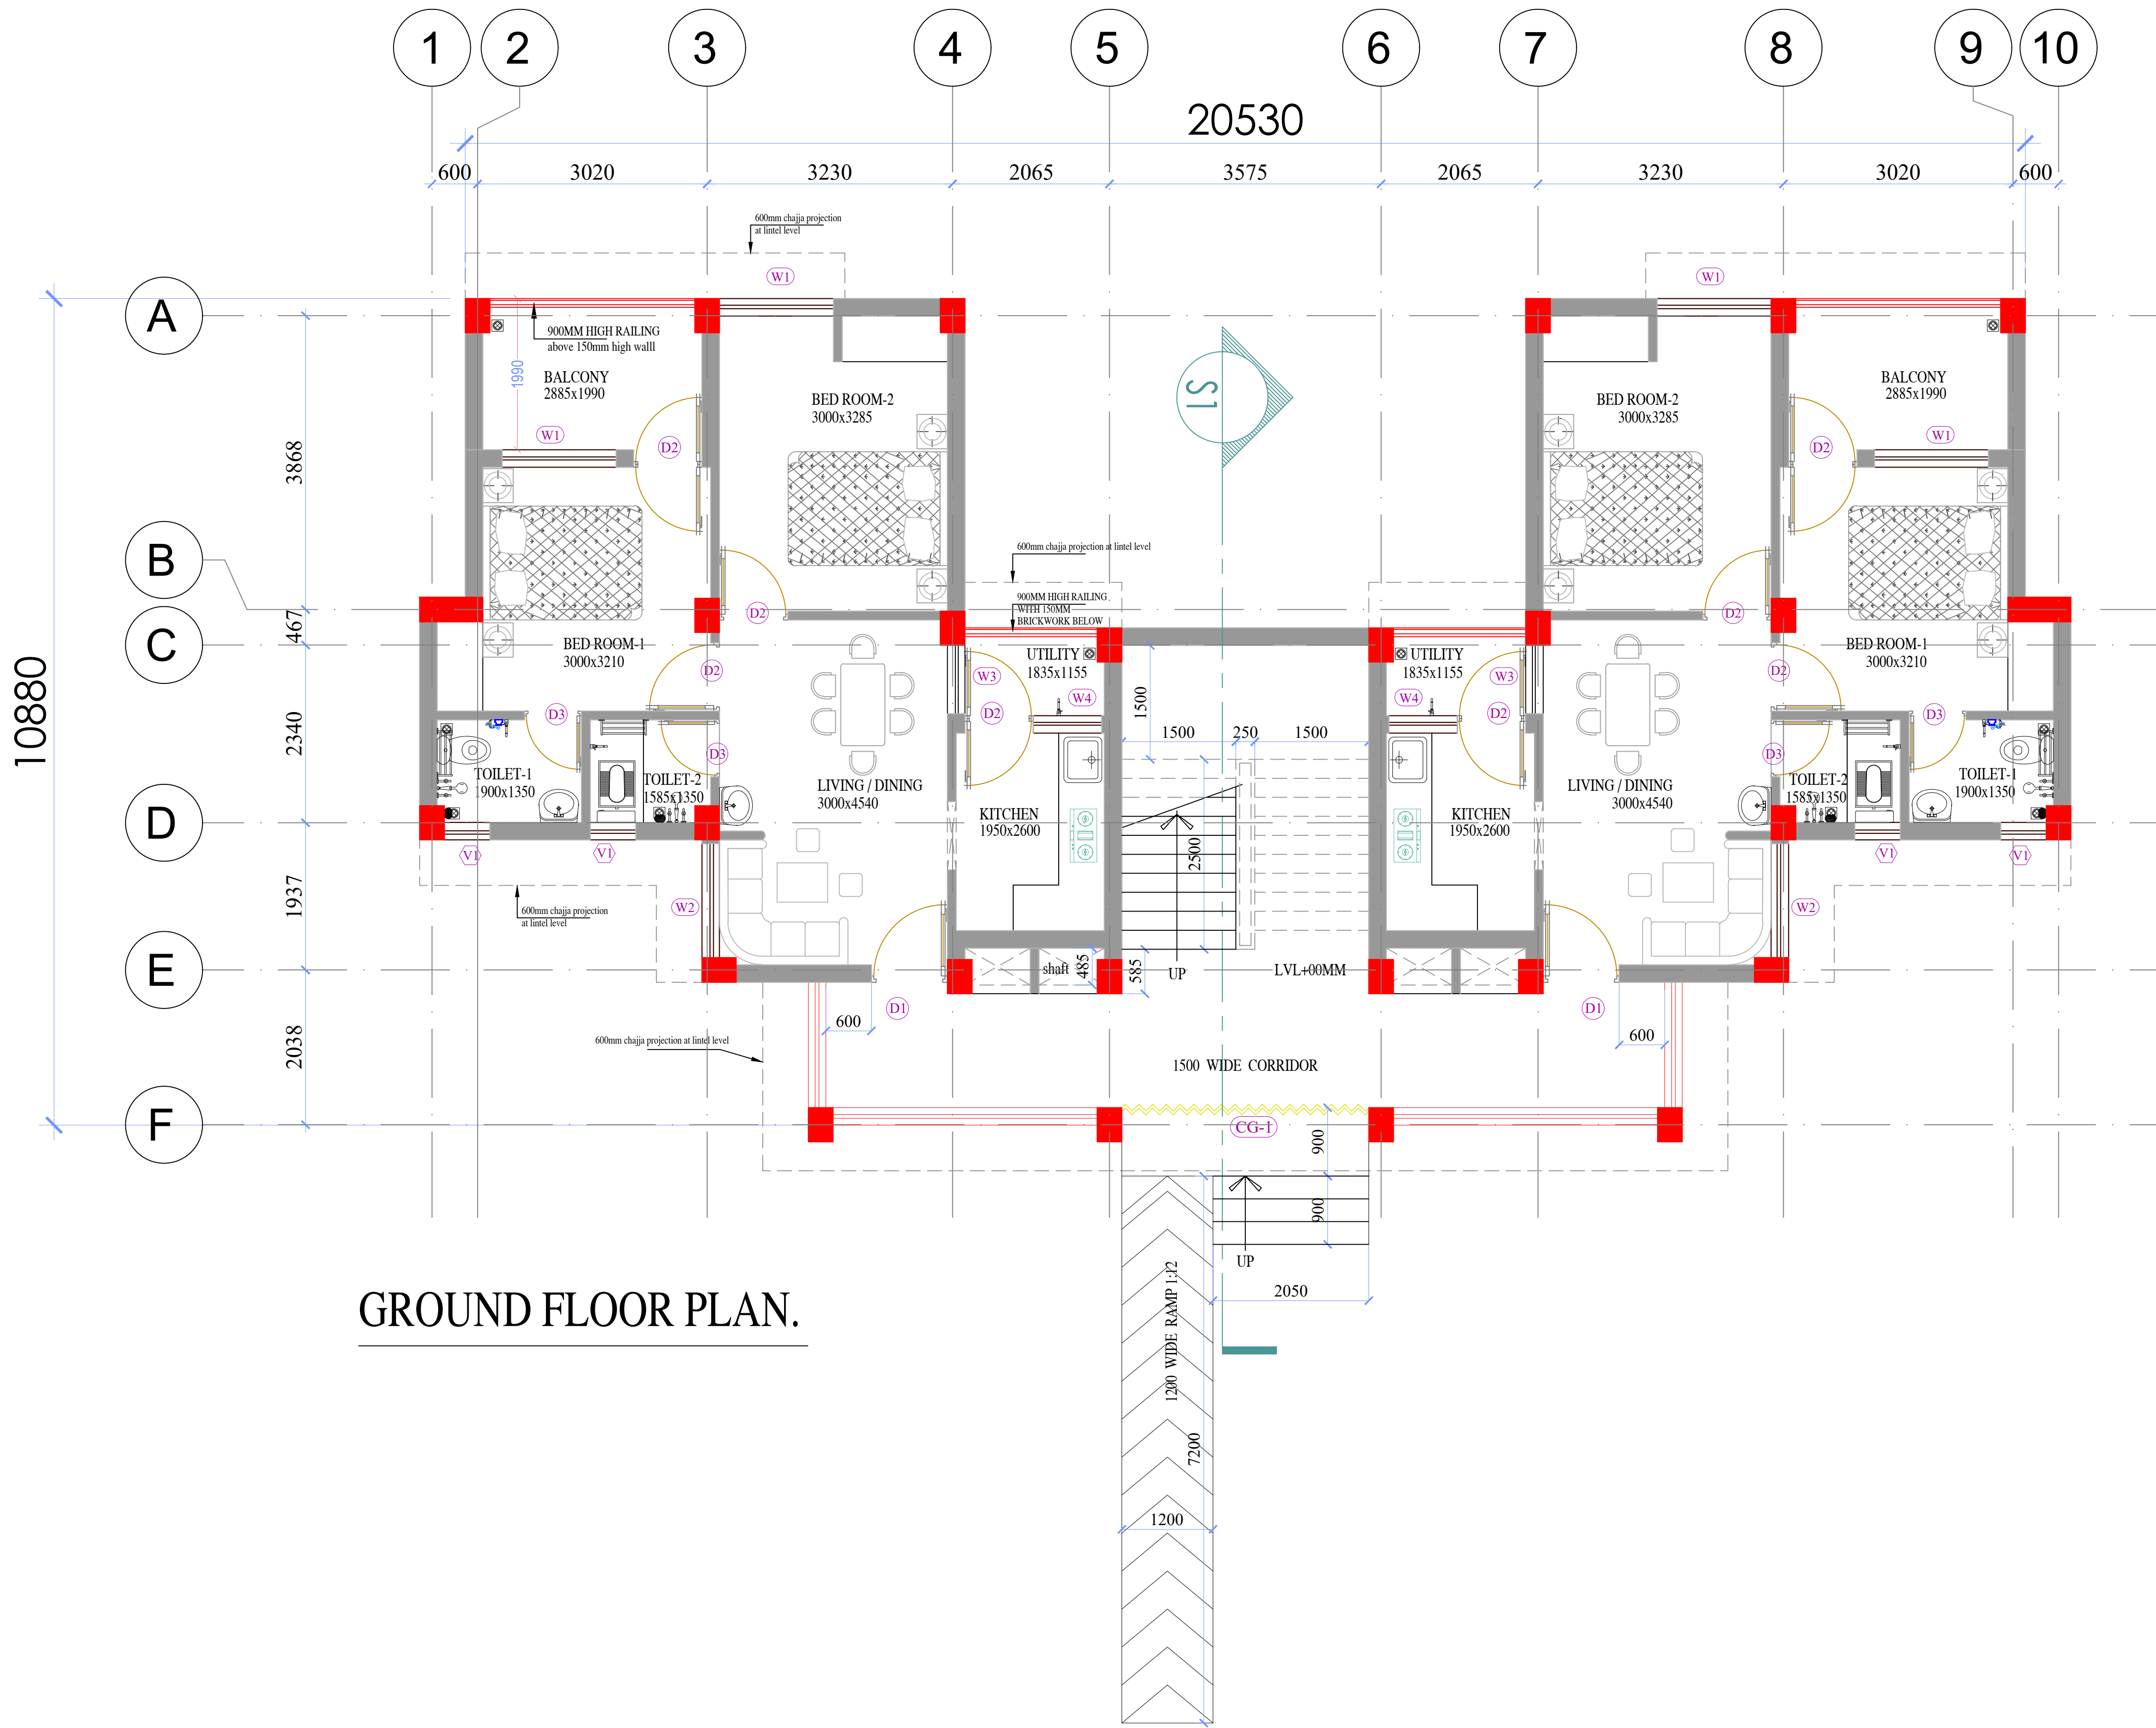 1 2 3 4 5 6 7 8 9 10
20530
600 3020 3230 2065 3575 2065 3230 3020 600
600mm chajja projection
at lintel level
W1 W1
A
900MM HIGH RAILING
above 150mm high walll
1990
BALCONY
2885x1990
BED ROOM-2
3000x3285
S1
BED ROOM-2
3000x3285
BALCONY
2885x1990
W1 D2 D2 W1
3868
B
600mm chajja projection at lintel level
900MM HIGH RAILING
WITH 150MM
BRICKWORK BELOW
D2 D2
467
C
BED ROOM-1
3000x3210
UTILITY
1835x1155
UTILITY
1835x1155
BED ROOM-1
3000x3210
D2 W3 W4 W4 W3 D2
D3 D2 D2 D3
1500
1500 250 1500
10880
2340
D3 D3
TOILET-1
1900x1350
TOILET-2
1585x1350
LIVING / DINING
3000x4540
KITCHEN
1950x2600
KITCHEN
1950x2600
LIVING / DINING
3000x4540
TOILET-2
1585x1350
TOILET-1
1900x1350
D
V1 V1 2500 V1 V1
1937
W2 W2
600mm chajja projection
at lintel level
E
shaft 485 585 UP LVL+00MM
D1 D1
600 600
2038
600mm chajja projection at lintel level
1500 WIDE CORRIDOR
F
CG-1
900
900
UP
2050
GROUND FLOOR PLAN.
1200 WIDE RAMP 1:12
7200
1200